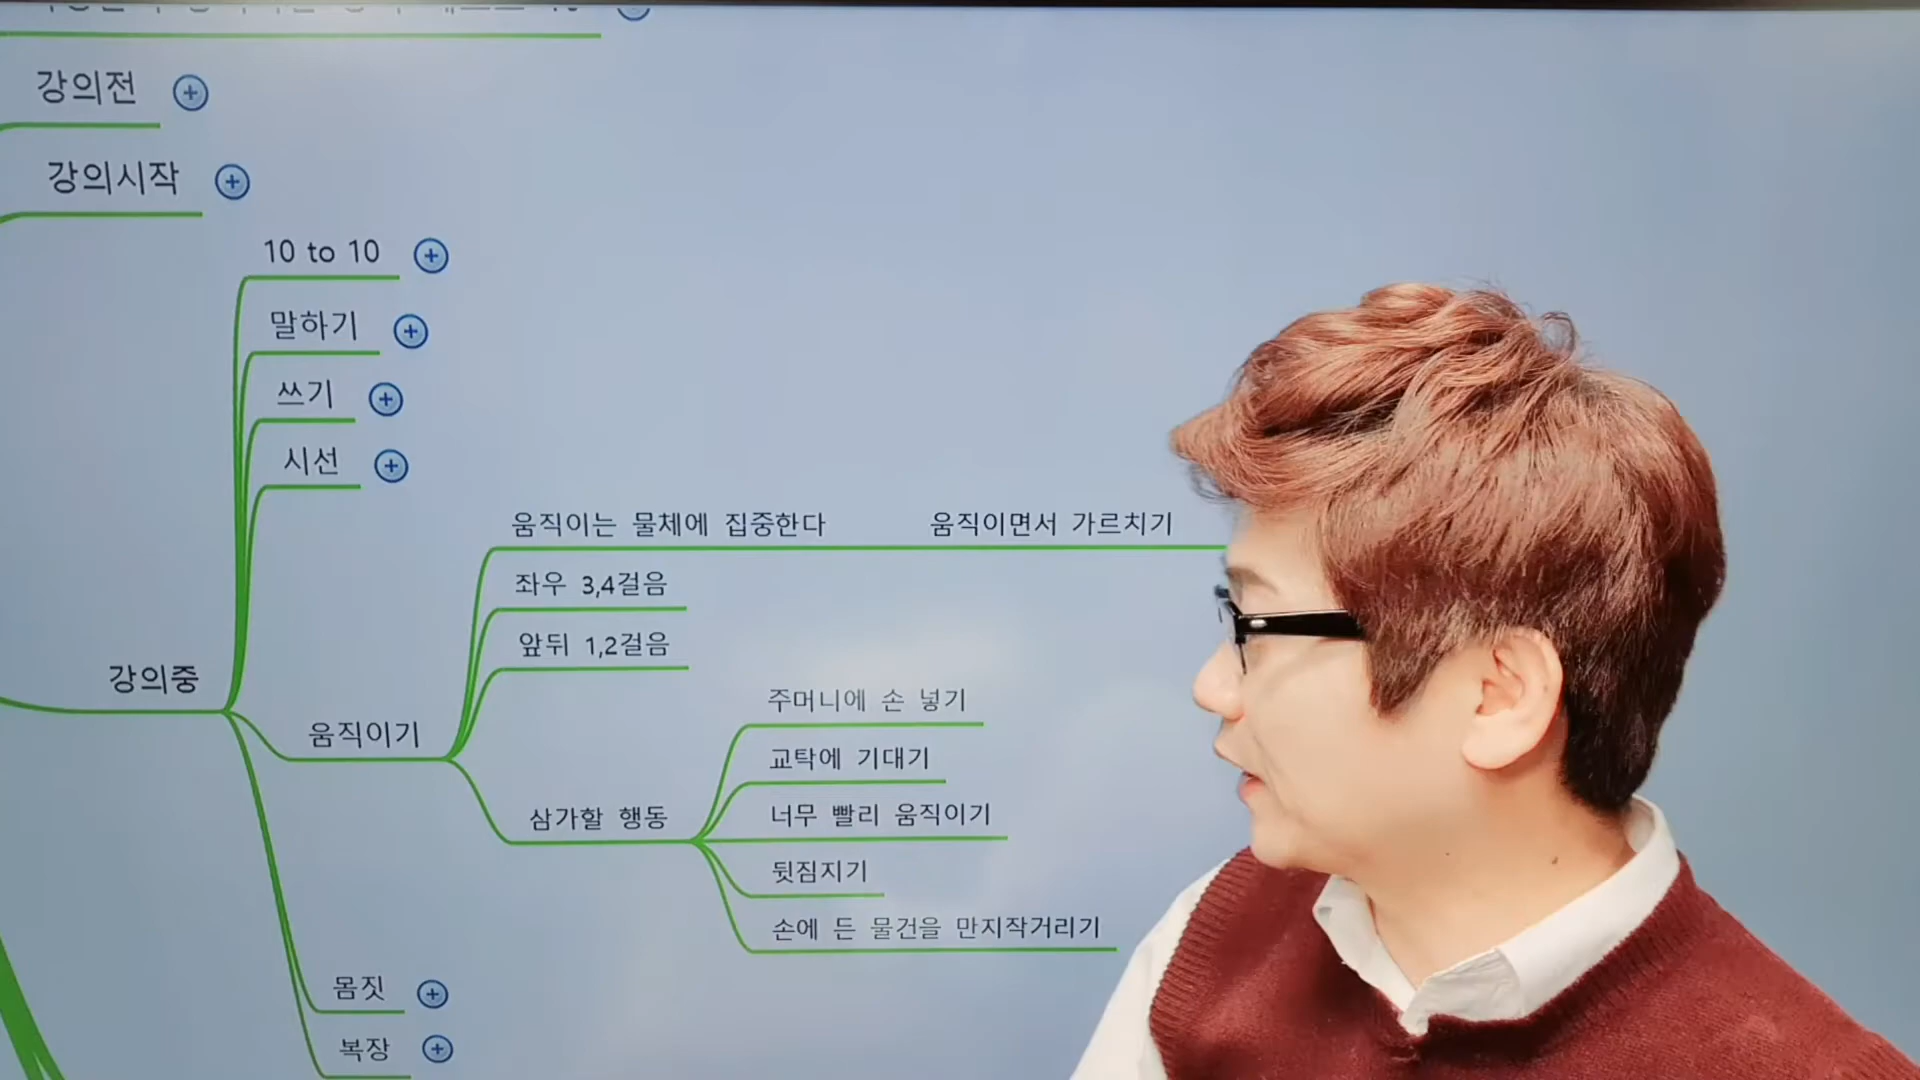 강의전
강의시작
10 to 10
말하기
쓰기
시선
움직이는 물체에 집중한다 움직이면서 가르치기
좌우 3,4걸음
앞뒤 1,2걸음
강의중
움직이기
주머니에 손 넣기
교탁에 기대기
삼가할 행동
너무 빨리 움직이기
뒷짐지기
손에 든 물건을 만지작거리기
몸짓
복장